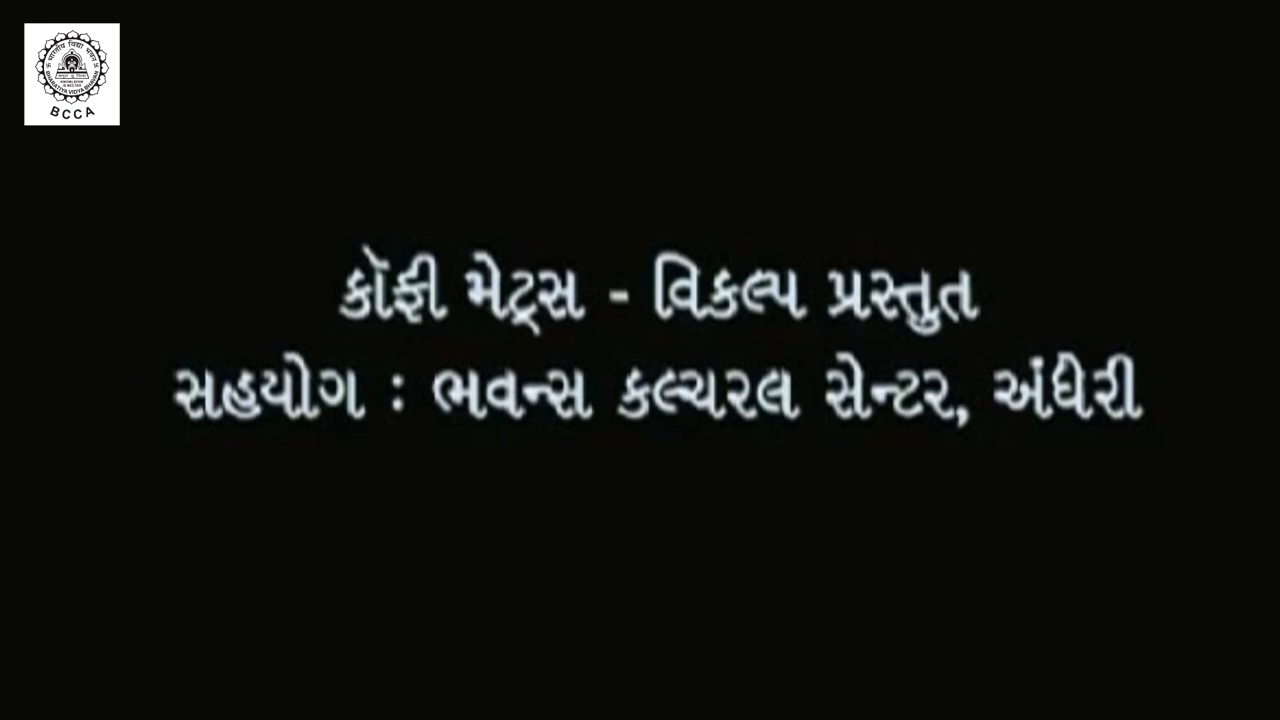 BCCA
કૉફી મેટ્સ - વિકલ્પ પ્રસ્તુત
સહયોગ : ભવન્સ કલ્ચરલ સેન્ટર, અંધેરી